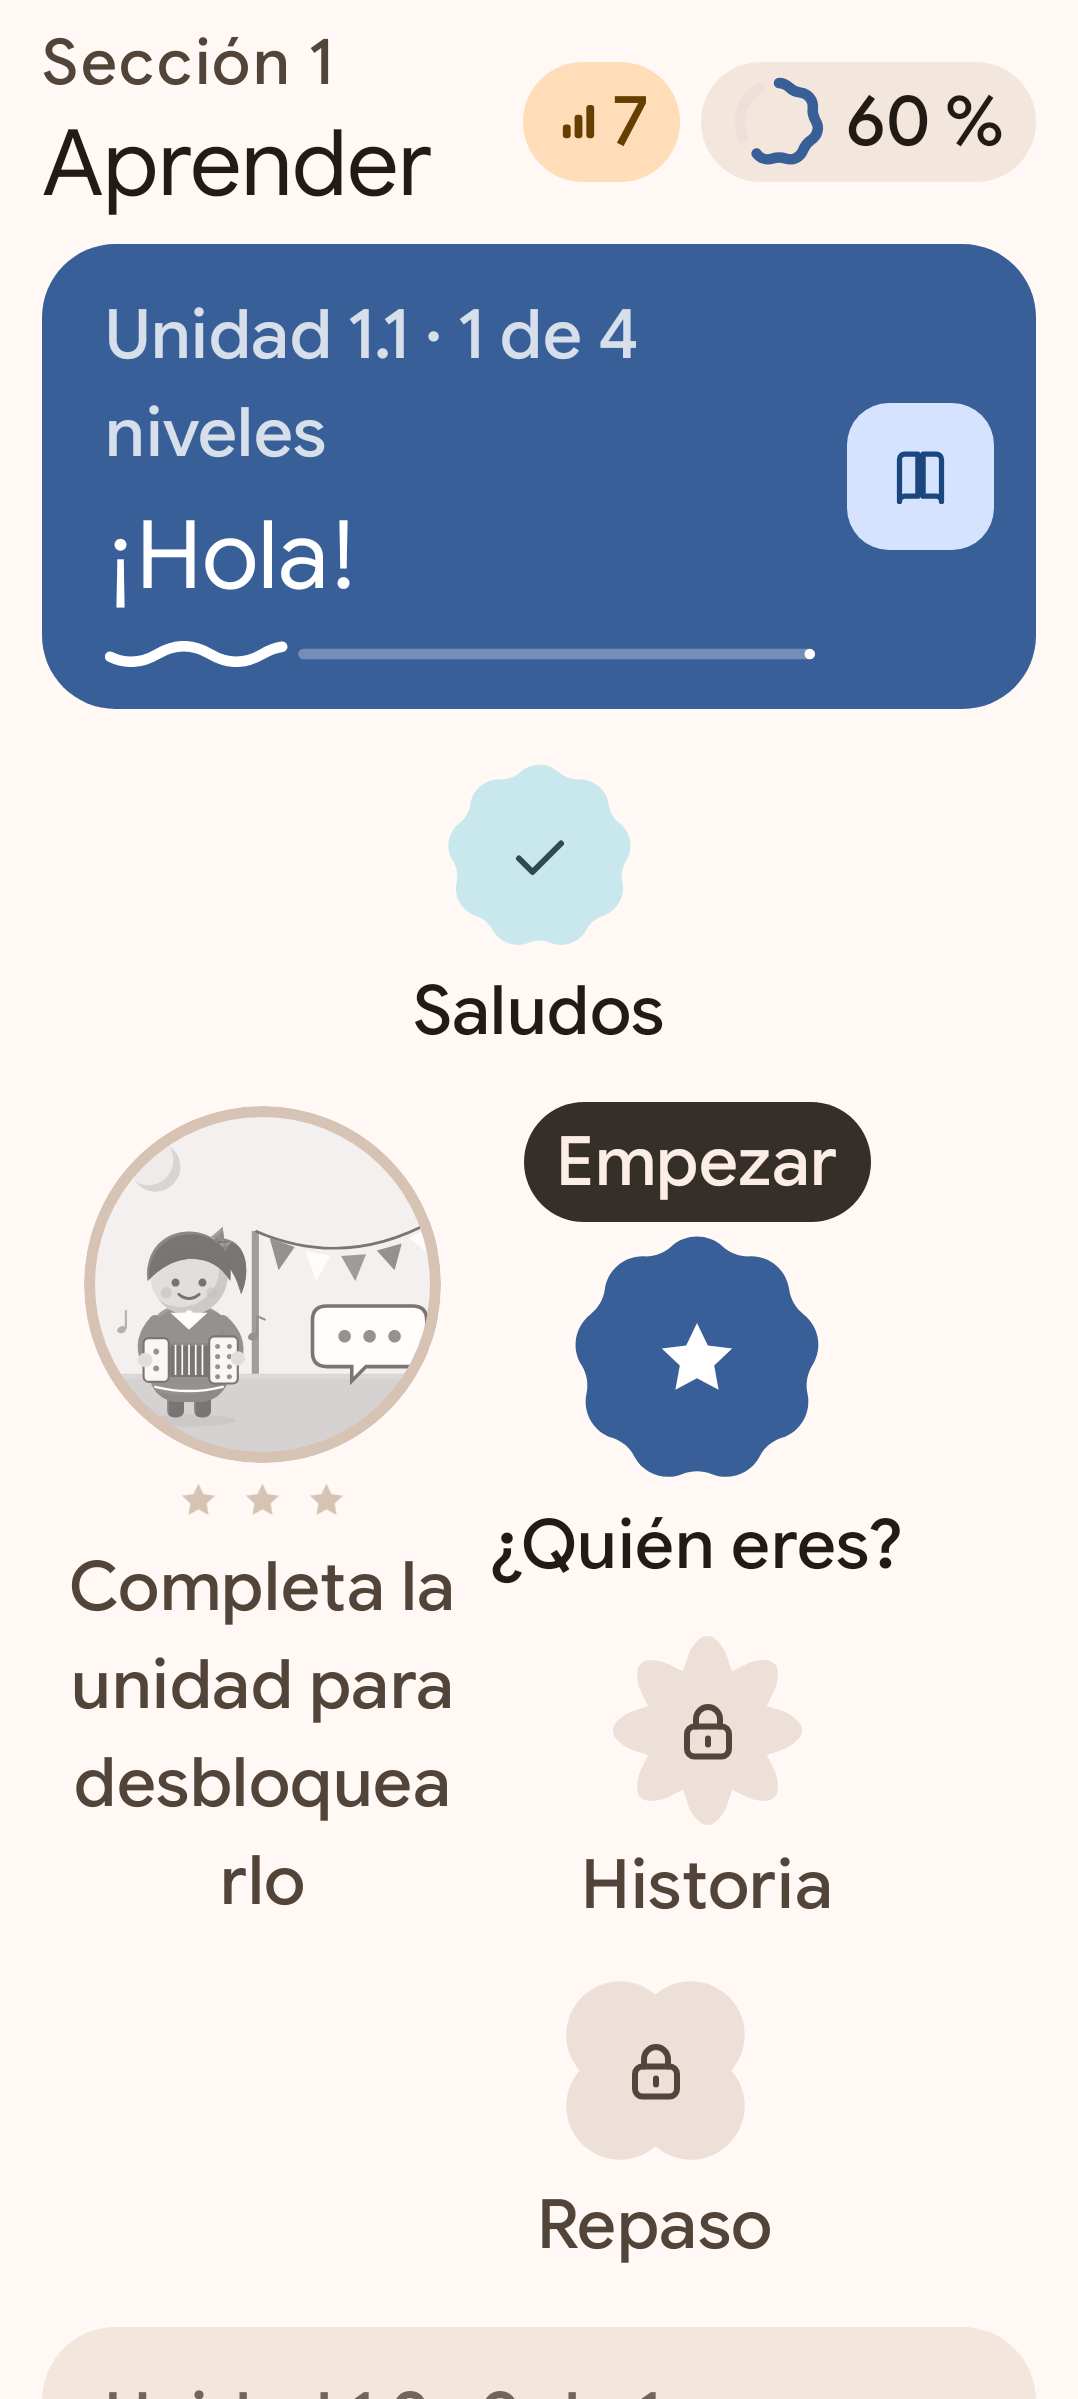 Sección 1
Aprender
7
60 %
Unidad 1.1 · 1 de 4
niveles
¡Hola!
Saludos
Empezar
¿Quién eres?
Completa la
unidad para
desbloquea
rlo
Historia
Repaso